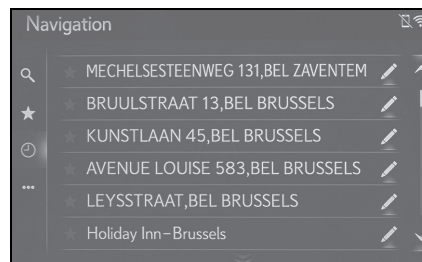 Navigation
MECHELSESTEENWEG 131,BEL ZAVENTEM
BRUULSTRAAT 13,BEL BRUSSELS
KUNSTLAAN 45,BEL BRUSSELS
AVENUE LOUISE 583,BEL BRUSSELS
LEYSSTRAAT,BEL BRUSSELS
Holiday Inn-Brussels